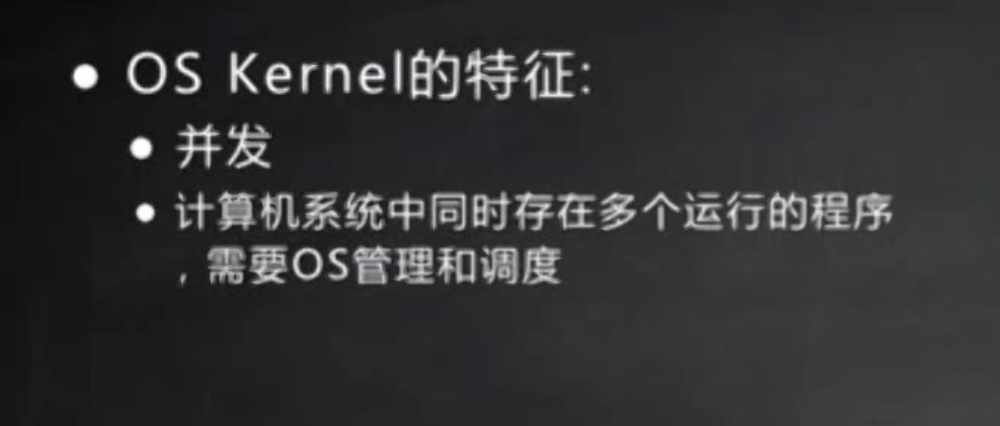 • OS Kernel的特征:
• 并发
• 计算机系统中同时存在多个运行的程序
，需要OS管理和调度